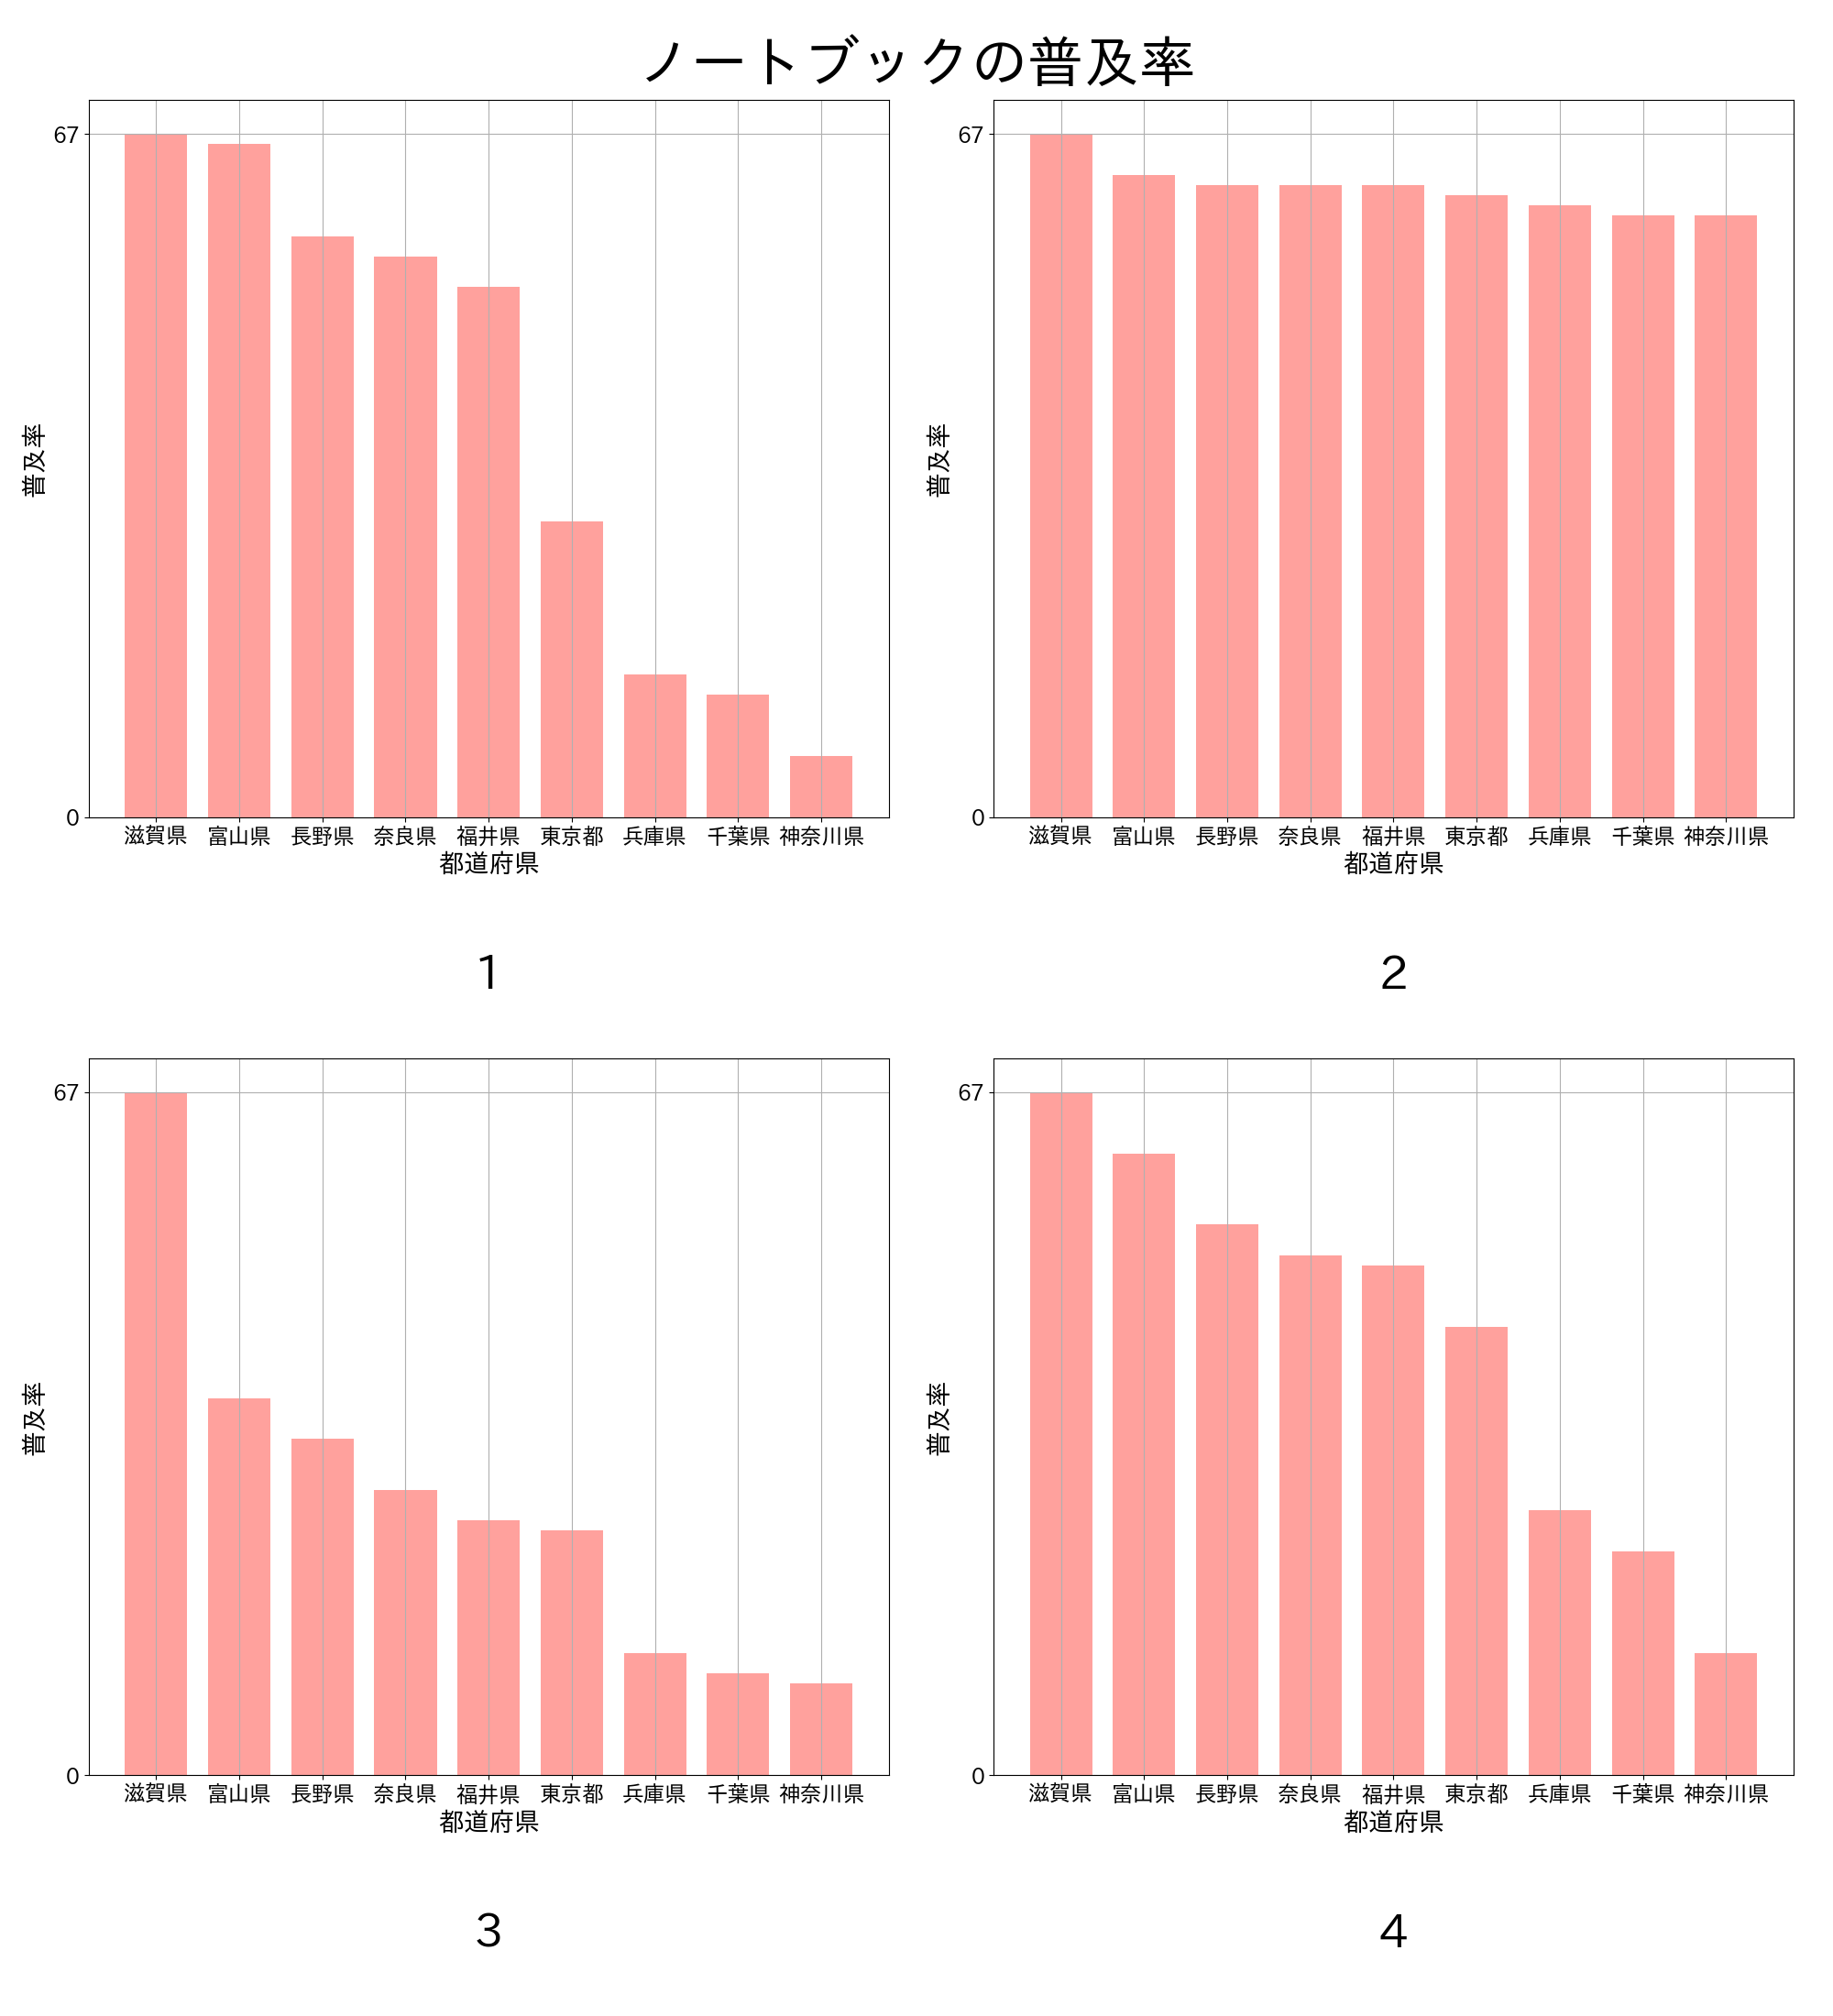 ノートブックの普及率
67
0
普及率
滋賀県 富山県 長野県 奈良県 福井県 東京都 兵庫県 千葉県 神奈川県
都道府県
1
67
0
普及率
滋賀県 富山県 長野県 奈良県 福井県 東京都 兵庫県 千葉県 神奈川県
都道府県
2
67
0
普及率
滋賀県 富山県 長野県 奈良県 福井県 東京都 兵庫県 千葉県 神奈川県
都道府県
3
67
0
普及率
滋賀県 富山県 長野県 奈良県 福井県 東京都 兵庫県 千葉県 神奈川県
都道府県
4